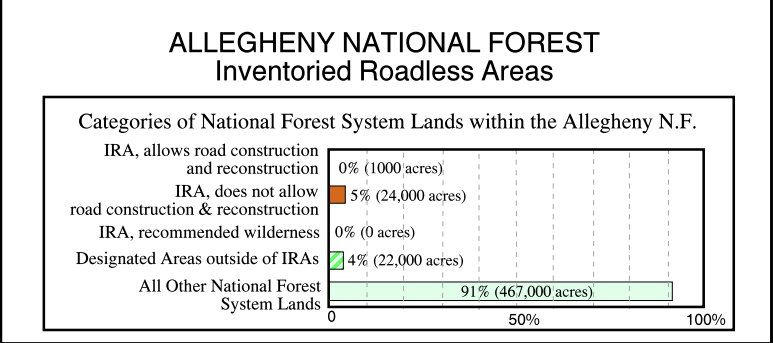 ALLEGHENY NATIONAL FOREST
Inventoried Roadless Areas
Categories of National Forest System Lands within the Allegheny N.F.
IRA, allows road construction
and reconstruction
0% (1000 acres)
IRA, does not allow
road construction & reconstruction
5% (24,000 acres)
IRA, recommended wilderness
0% (0 acres)
Designated Areas outside of IRAs
4% (22,000 acres)
All Other National Forest
System Lands
91% (467,000 acres)
0 50% 100%